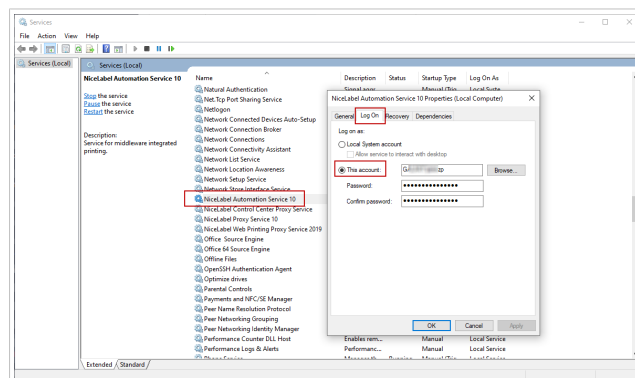 Services
File Action View Help
Services (Local)
Services (Local)
NiceLabel Automation Service 10
Stop the service
Pause the service
Restart the service
Description:
Service for middleware integrated
printing.
Name Description Status Startup Type Log On As
Natural Authentication
Net.Tcp Port Sharing Service
Netlogon
Network Connected Devices Auto-Setup
Network Connection Broker
Network Connections
Network Connectivity Assistant
Network List Service
Network Location Awareness
Network Setup Service
Network Store Interface Service
NiceLabel Automation Service 10
NiceLabel Control Center Proxy Service
NiceLabel Proxy Service 10
NiceLabel Web Printing Proxy Service 2019
Office Source Engine
Office 64 Source Engine
Offline Files
OpenSSH Authentication Agent
Optimize drives
Parental Controls
Payments and NFC/SE Manager
Peer Name Resolution Protocol
Peer Networking Grouping
Peer Networking Identity Manager
Performance Counter DLL Host Enables rem... Manual Local Service
Performance Logs & Alerts Performanc... Manual Local Service
NiceLabel Automation Service 10 Properties (Local Computer)
General Log On Recovery Dependencies
Log on as:
Local System account
Allow service to interact with desktop
This account: Browse...
Password:
Confirm password:
OK Cancel Apply
Extended Standard